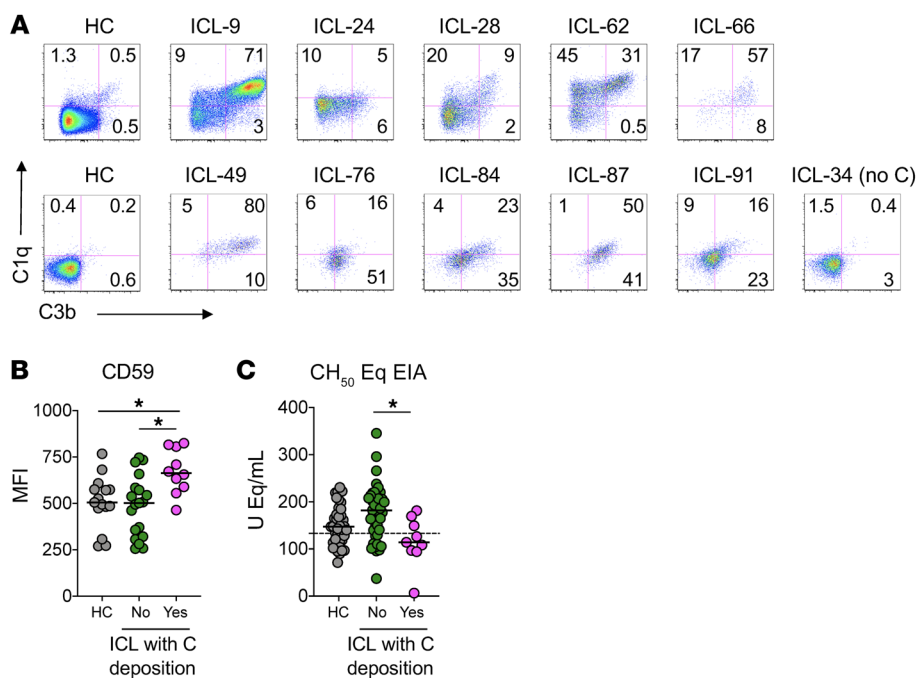 A
HC ICL-9 ICL-24 ICL-28 ICL-62 ICL-66
1.3 0.5 9 71 10 5 20 9 45 31 17 57
0.5 3 6 2 0.5 8
HC ICL-49 ICL-76 ICL-84 ICL-87 ICL-91 ICL-34 (no C)
0.4 0.2 5 80 6 16 4 23 1 50 9 16 1.5 0.4
0.6 10 51 35 41 23 3
C1q
C3b
B CD59
MFI
1000
750
500
250
0
* *
HC No Yes
ICL with C
deposition
C CH50 Eq EIA
U Eq/mL
400
300
200
100
0
*
HC No Yes
ICL with C
deposition